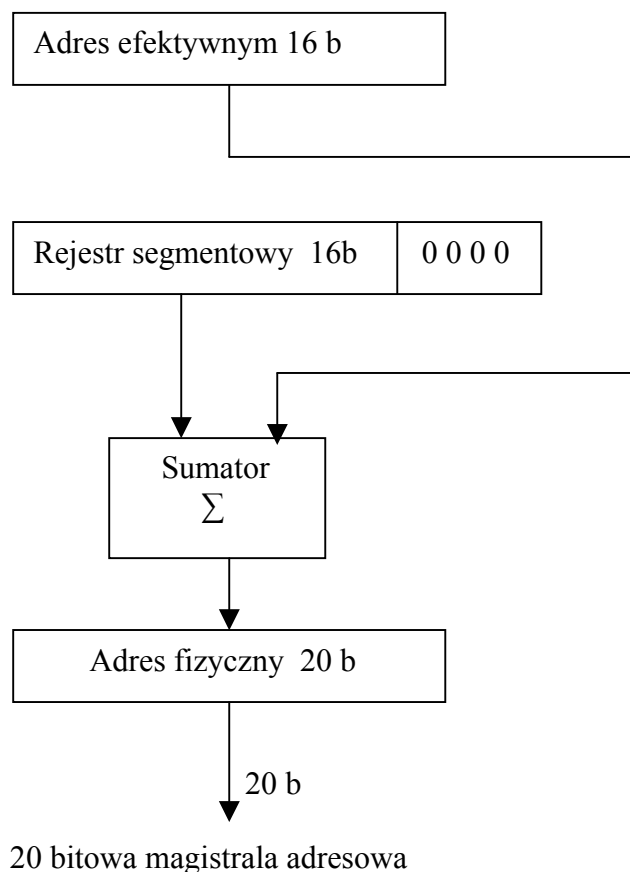 Adres efektywnym 16 b
Rejestr segmentowy 16b 0 0 0 0
Sumator
∑
Adres fizyczny 20 b
20 b
20 bitowa magistrala adresowa